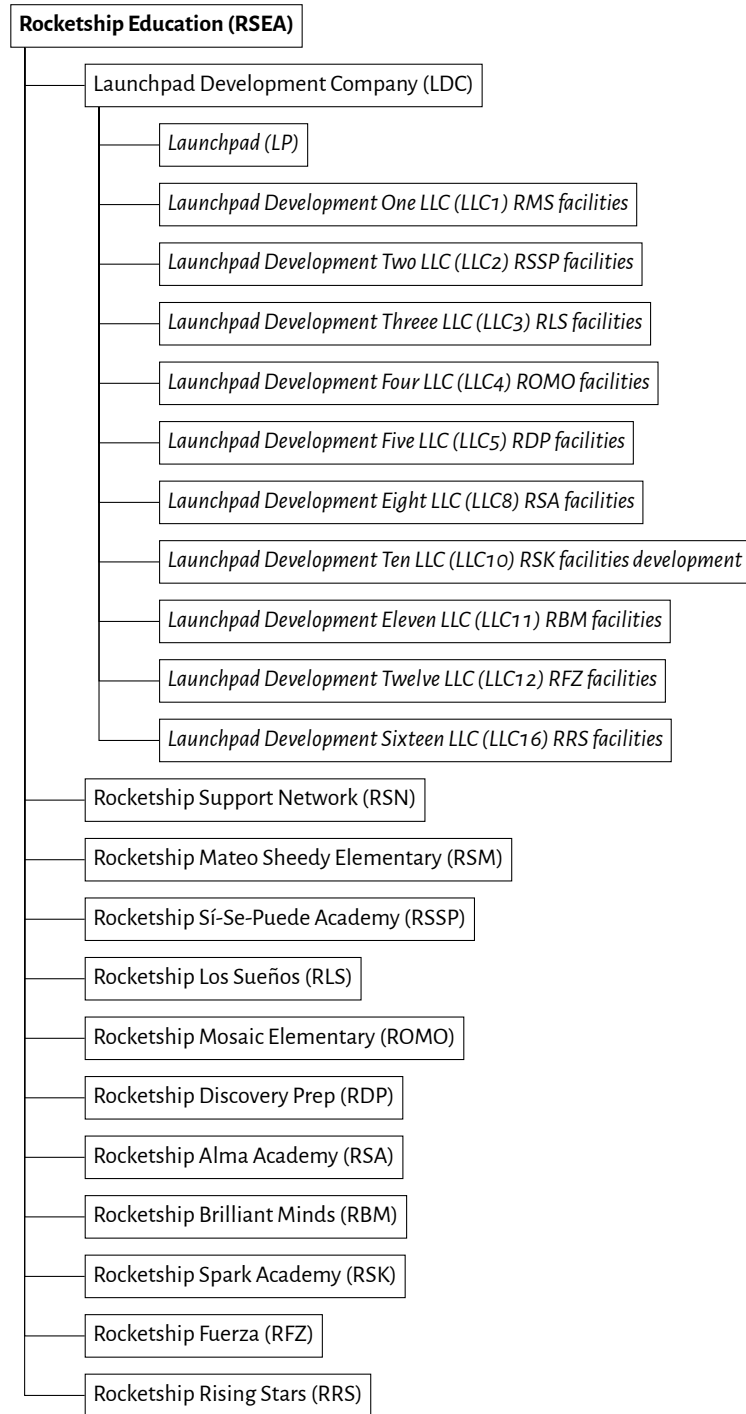 Rocketship Education (RSEA)
Launchpad Development Company (LDC)
Launchpad (LP)
Launchpad Development One LLC (LLC1) RMS facilities
Launchpad Development Two LLC (LLC2) RSSP facilities
Launchpad Development Threee LLC (LLC3) RLS facilities
Launchpad Development Four LLC (LLC4) ROMO facilities
Launchpad Development Five LLC (LLC5) RDP facilities
Launchpad Development Eight LLC (LLC8) RSA facilities
Launchpad Development Ten LLC (LLC10) RSK facilities development
Launchpad Development Eleven LLC (LLC11) RBM facilities
Launchpad Development Twelve LLC (LLC12) RFZ facilities
Launchpad Development Sixteen LLC (LLC16) RRS facilities
Rocketship Support Network (RSN)
Rocketship Mateo Sheedy Elementary (RSM)
Rocketship Sí-Se-Puede Academy (RSSP)
Rocketship Los Sueños (RLS)
Rocketship Mosaic Elementary (ROMO)
Rocketship Discovery Prep (RDP)
Rocketship Alma Academy (RSA)
Rocketship Brilliant Minds (RBM)
Rocketship Spark Academy (RSK)
Rocketship Fuerza (RFZ)
Rocketship Rising Stars (RRS)